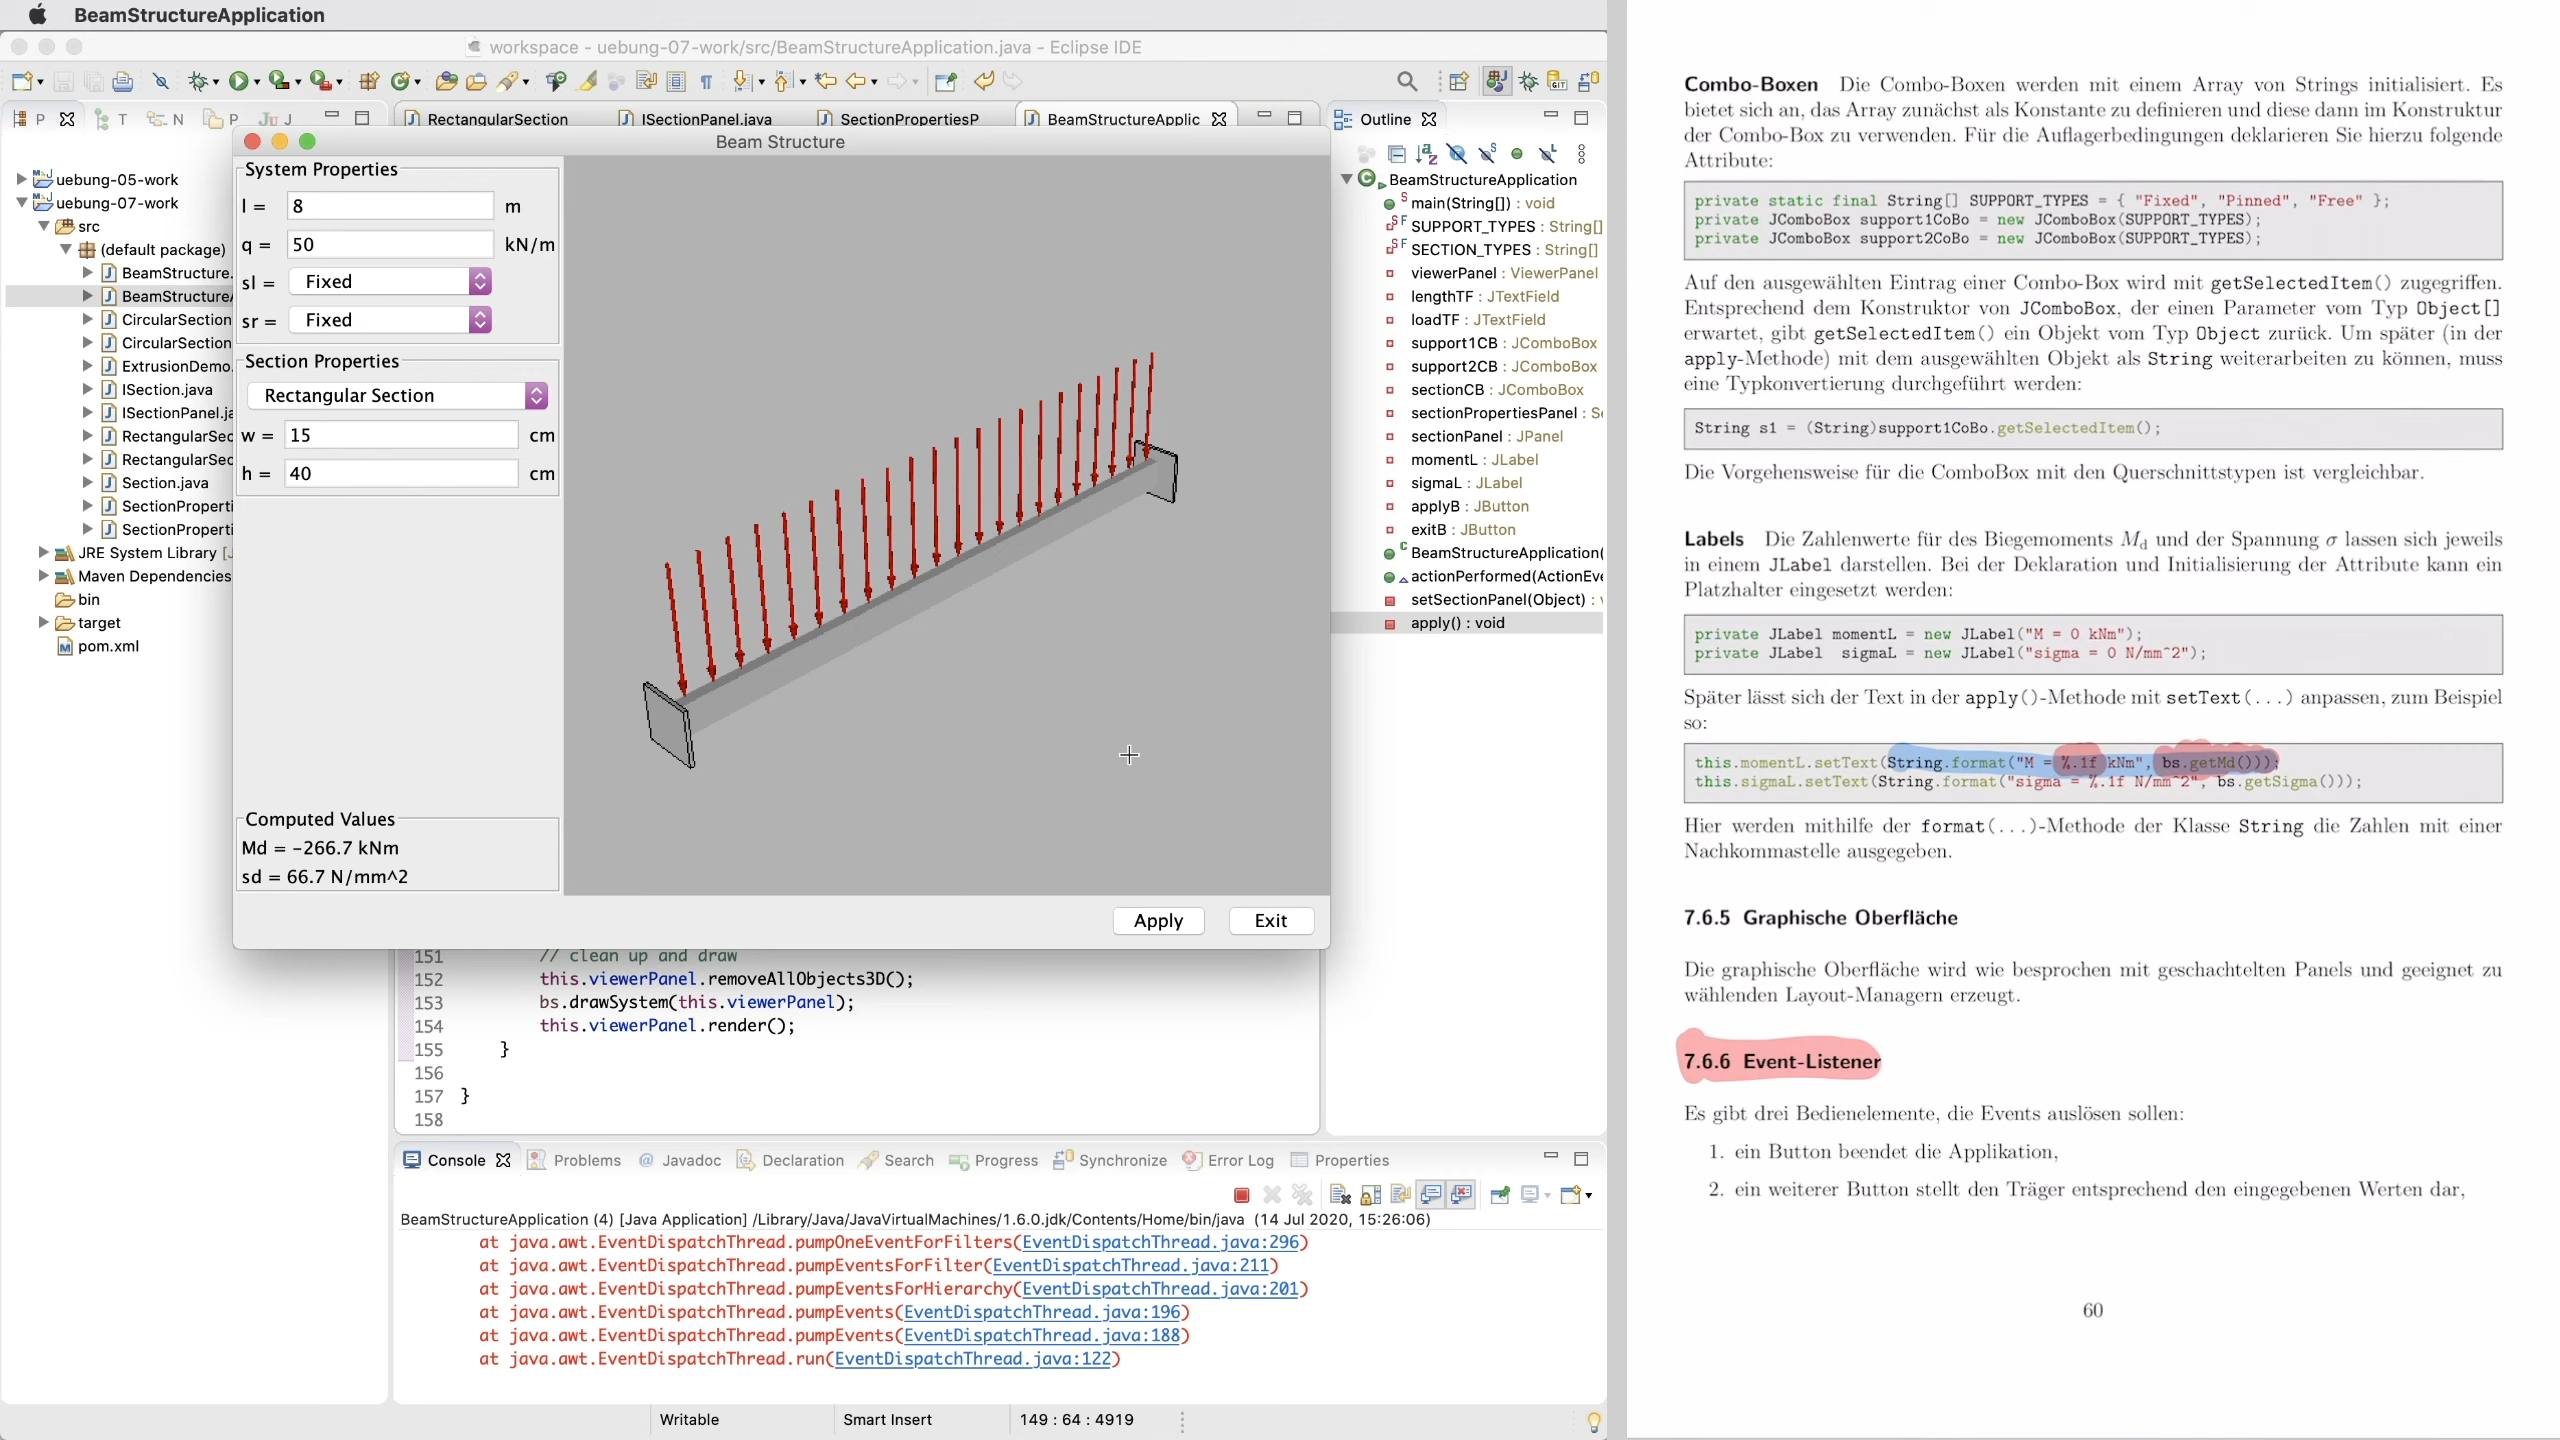 BeamStructureApplication
workspace - uebung-07-work/src/BeamStructureApplication.java - Eclipse IDE
P T N P J
RectangularSection ISectionPanel.java SectionPropertiesP BeamStructureApplic
Outline
uebung-05-work
uebung-07-work
src
(default package)
BeamStructure.
BeamStructureA
CircularSection
CircularSection
ExtrusionDemo.
ISection.java
ISectionPanel.ja
RectangularSec
RectangularSec
Section.java
SectionProperti
SectionProperti
JRE System Library [J
Maven Dependencies
bin
target
pom.xml
Beam Structure
System Properties
l = 8 m
q = 50 kN/m
sl = Fixed
sr = Fixed
Section Properties
Rectangular Section
w = 15 cm
h = 40 cm
Computed Values
Md = -266.7 kNm
sd = 66.7 N/mm^2
Apply Exit
BeamStructureApplication
main(String[]) : void
SUPPORT_TYPES : String[]
SECTION_TYPES : String[]
viewerPanel : ViewerPanel
lengthTF : JTextField
loadTF : JTextField
support1CB : JComboBox
support2CB : JComboBox
sectionCB : JComboBox
sectionPropertiesPanel : Se
sectionPanel : JPanel
momentL : JLabel
sigmaL : JLabel
applyB : JButton
exitB : JButton
BeamStructureApplication(
actionPerformed(ActionEve
setSectionPanel(Object) : v
apply() : void
151 // clean up and draw
152 this.viewerPanel.removeAllObjects3D();
153 bs.drawSystem(this.viewerPanel);
154 this.viewerPanel.render();
155 }
156
157 }
158
Console Problems Javadoc Declaration Search Progress Synchronize Error Log Properties
BeamStructureApplication (4) [Java Application] /Library/Java/JavaVirtualMachines/1.6.0.jdk/Contents/Home/bin/java (14 Jul 2020, 15:26:06)
at java.awt.EventDispatchThread.pumpOneEventForFilters(EventDispatchThread.java:296)
at java.awt.EventDispatchThread.pumpEventsForFilter(EventDispatchThread.java:211)
at java.awt.EventDispatchThread.pumpEventsForHierarchy(EventDispatchThread.java:201)
at java.awt.EventDispatchThread.pumpEvents(EventDispatchThread.java:196)
at java.awt.EventDispatchThread.pumpEvents(EventDispatchThread.java:188)
at java.awt.EventDispatchThread.run(EventDispatchThread.java:122)
Writable Smart Insert 149 : 64 : 4919
Combo-Boxen Die Combo-Boxen werden mit einem Array von Strings initialisiert. Es
bietet sich an, das Array zunächst als Konstante zu definieren und diese dann im Konstruktur
der Combo-Box zu verwenden. Für die Auflagerbedingungen deklarieren Sie hierzu folgende
Attribute:
private static final String[] SUPPORT_TYPES = { "Fixed", "Pinned", "Free" };
private JComboBox support1CoBo = new JComboBox(SUPPORT_TYPES);
private JComboBox support2CoBo = new JComboBox(SUPPORT_TYPES);
Auf den ausgewählten Eintrag einer Combo-Box wird mit getSelectedItem() zugegriffen.
Entsprechend dem Konstruktor von JComboBox, der einen Parameter vom Typ Object[]
erwartet, gibt getSelectedItem() ein Objekt vom Typ Object zurück. Um später (in der
apply-Methode) mit dem ausgewählten Objekt als String weiterarbeiten zu können, muss
eine Typkonvertierung durchgeführt werden:
String s1 = (String)support1CoBo.getSelectedItem();
Die Vorgehensweise für die ComboBox mit den Querschnittstypen ist vergleichbar.
Labels Die Zahlenwerte für des Biegemoments Md und der Spannung σ lassen sich jeweils
in einem JLabel darstellen. Bei der Deklaration und Initialisierung der Attribute kann ein
Platzhalter eingesetzt werden:
private JLabel momentL = new JLabel("M = 0 kNm");
private JLabel sigmaL = new JLabel("sigma = 0 N/mm^2");
Später lässt sich der Text in der apply()-Methode mit setText(...) anpassen, zum Beispiel
so:
this.momentL.setText(String.format("M = %.1f kNm", bs.getMd()));
this.sigmaL.setText(String.format("sigma = %.1f N/mm^2", bs.getSigma()));
Hier werden mithilfe der format(...)-Methode der Klasse String die Zahlen mit einer
Nachkommastelle ausgegeben.
7.6.5 Graphische Oberfläche
Die graphische Oberfläche wird wie besprochen mit geschachtelten Panels und geeignet zu
wählenden Layout-Managern erzeugt.
7.6.6 Event-Listener
Es gibt drei Bedienelemente, die Events auslösen sollen:
1. ein Button beendet die Applikation,
2. ein weiterer Button stellt den Träger entsprechend den eingegebenen Werten dar,
60